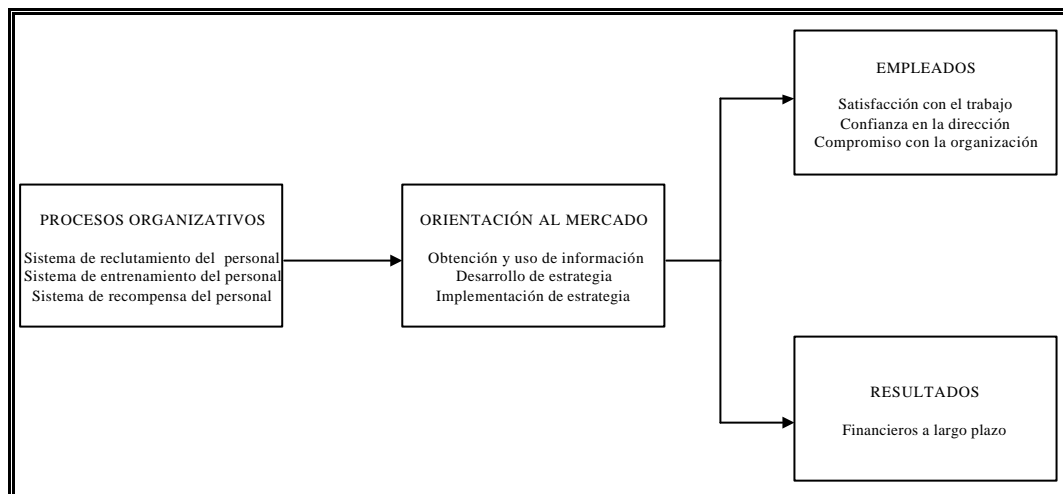 PROCESOS ORGANIZATIVOS
Sistema de reclutamiento del personal
Sistema de entrenamiento del personal
Sistema de recompensa del personal
ORIENTACIÓN AL MERCADO
Obtención y uso de información
Desarrollo de estrategia
Implementación de estrategia
EMPLEADOS
Satisfacción con el trabajo
Confianza en la dirección
Compromiso con la organización
RESULTADOS
Financieros a largo plazo